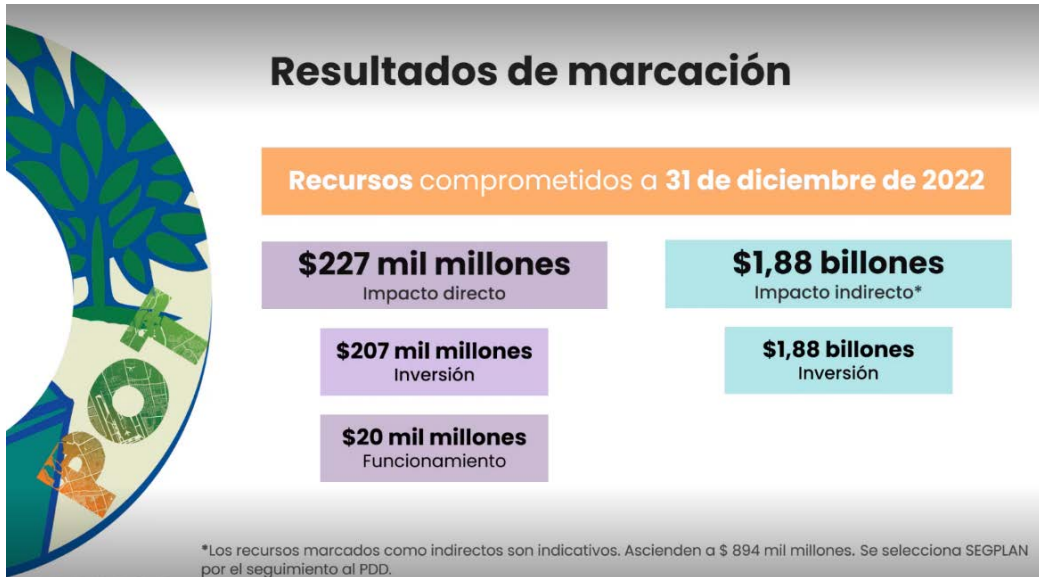 Resultados de marcación
Recursos comprometidos a 31 de diciembre de 2022
$227 mil millones
Impacto directo
$207 mil millones
Inversión
$20 mil millones
Funcionamiento
$1,88 billones
Impacto indirecto*
$1,88 billones
Inversión
POT
*Los recursos marcados como indirectos son indicativos. Ascienden a $ 894 mil millones. Se selecciona SEGPLAN
por el seguimiento al PDD.